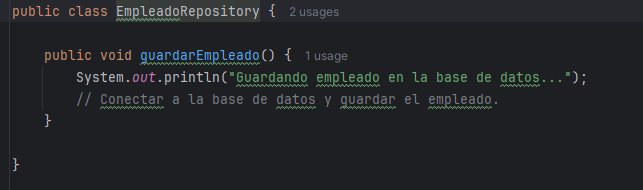 public class EmpleadoRepository { 2 usages
public void guardarEmpleado() { 1 usage
System.out.println("Guardando empleado en la base de datos...");
// Conectar a la base de datos y guardar el empleado.
}
}